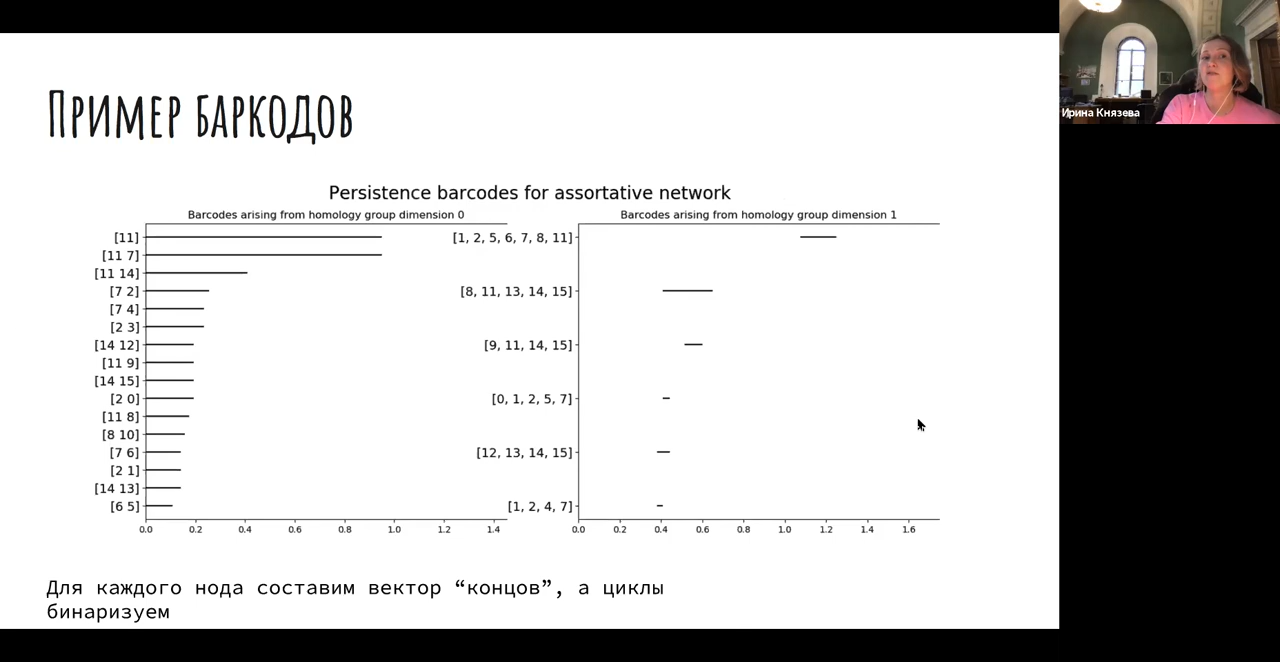 Пример баркодов
Ирина Князева
Persistence barcodes for assortative network
Barcodes arising from homology group dimension 0
[11]
[11 7]
[11 14]
[7 2]
[7 4]
[2 3]
[14 12]
[11 9]
[14 15]
[2 0]
[11 8]
[8 10]
[7 6]
[2 1]
[14 13]
[6 5]
0.0 0.2 0.4 0.6 0.8 1.0 1.2 1.4
Barcodes arising from homology group dimension 1
[1, 2, 5, 6, 7, 8, 11]
[8, 11, 13, 14, 15]
[9, 11, 14, 15]
[0, 1, 2, 5, 7]
[12, 13, 14, 15]
[1, 2, 4, 7]
0.0 0.2 0.4 0.6 0.8 1.0 1.2 1.4 1.6
Для каждого нода составим вектор “концов”, а циклы
бинаризуем